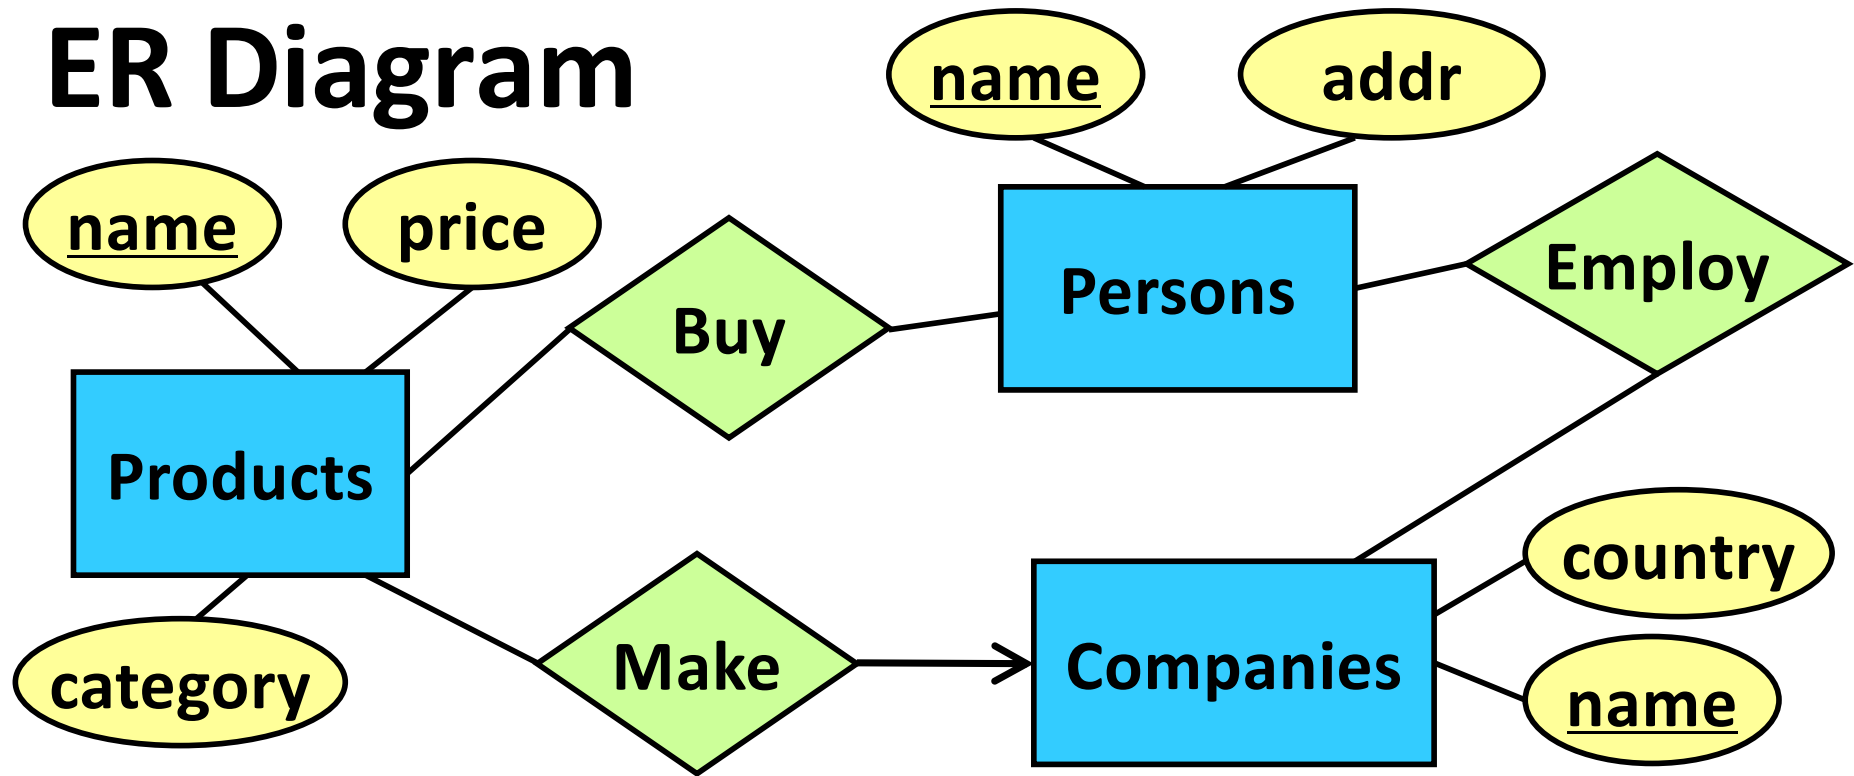 ER Diagram
name
addr
name
price
Buy
Persons
Employ
Products
category
Make
Companies
country
name